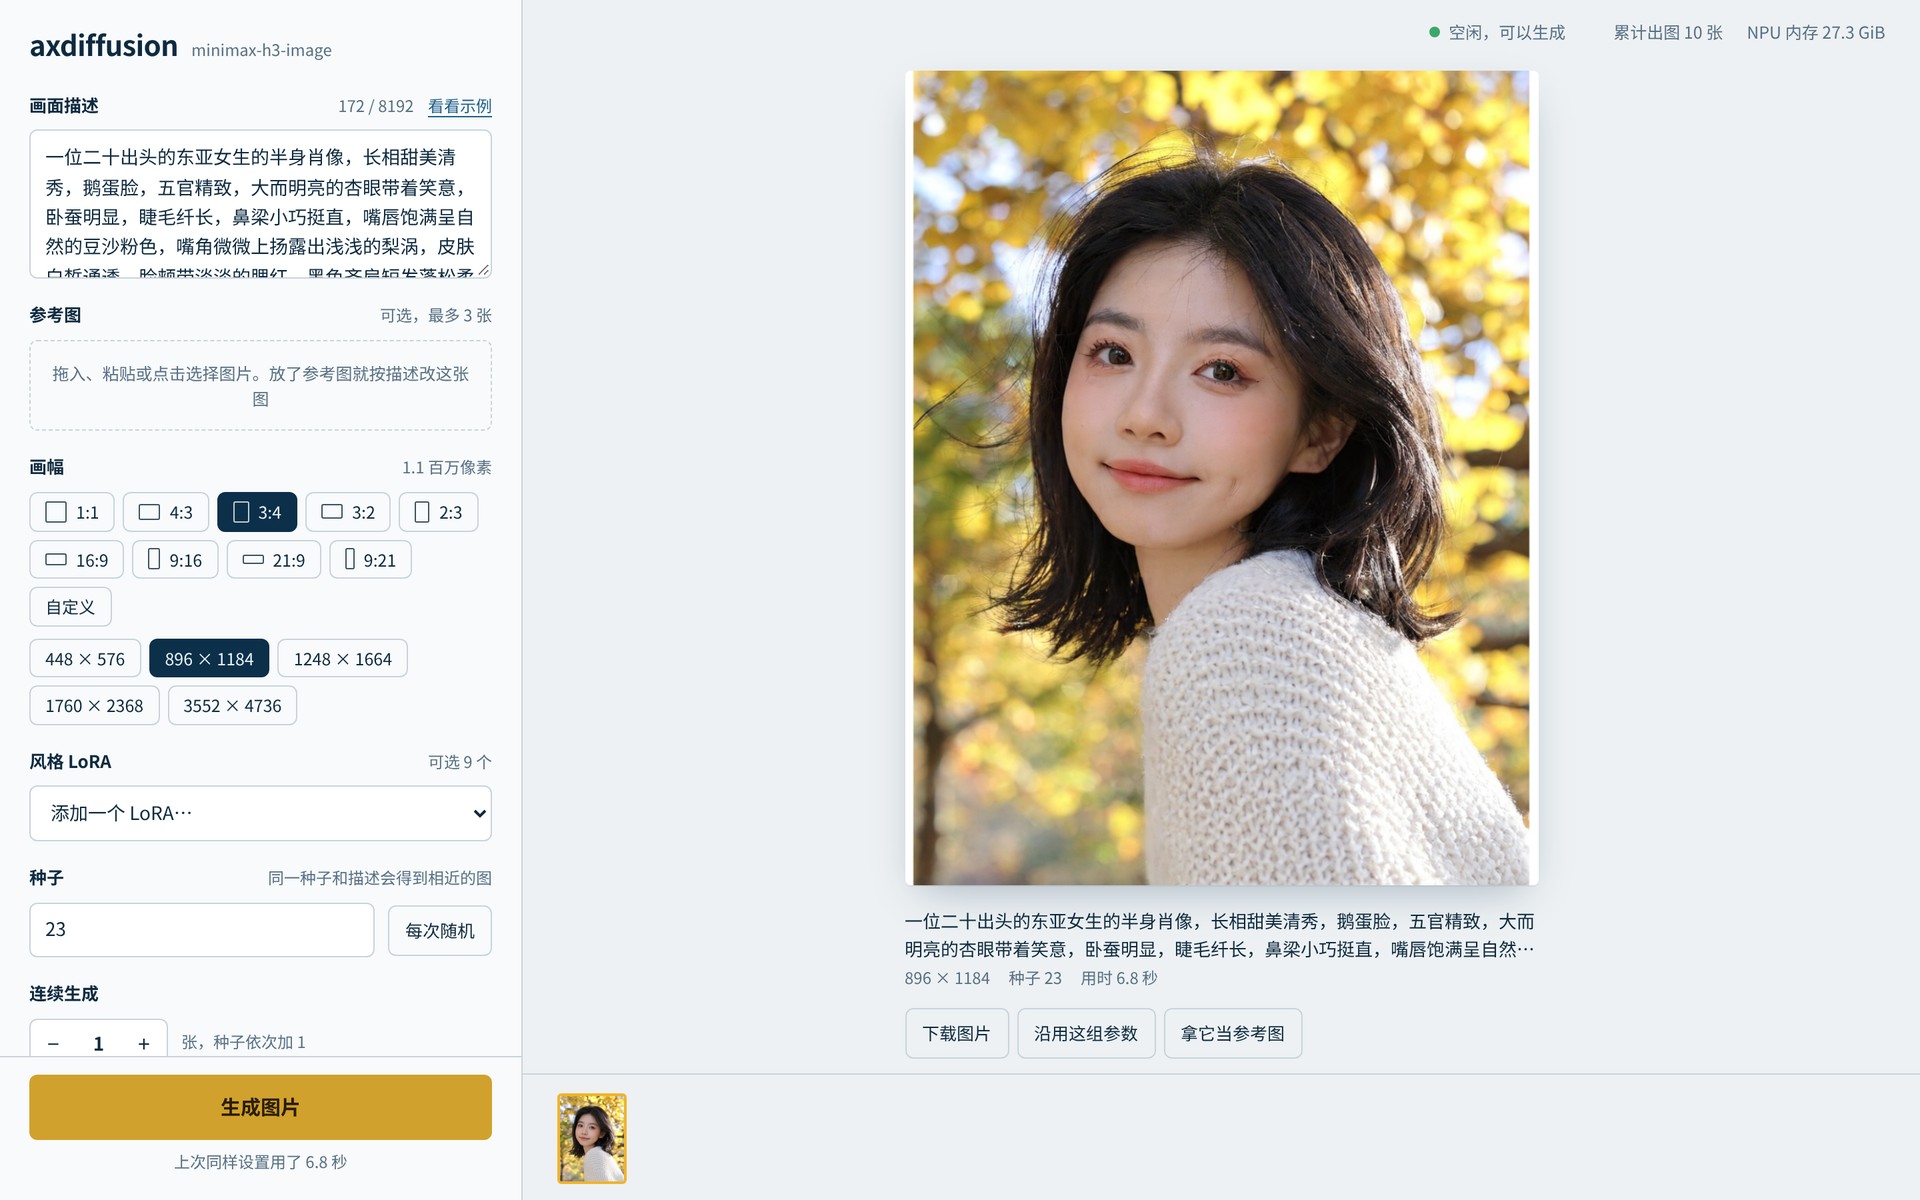 axdiffusion minimax-h3-image
画面描述 172 / 8192 看看示例
一位二十出头的东亚女生的半身肖像，长相甜美清
秀，鹅蛋脸，五官精致，大而明亮的杏眼带着笑意，
卧蚕明显，睫毛纤长，鼻梁小巧挺直，嘴唇饱满呈自
然的豆沙粉色，嘴角微微上扬露出浅浅的梨涡，皮肤
参考图 可选，最多 3 张
拖入、粘贴或点击选择图片。放了参考图就按描述改这张
图
画幅 1.1 百万像素
1:1 4:3 3:4 3:2 2:3
16:9 9:16 21:9 9:21
自定义
448 × 576 896 × 1184 1248 × 1664
1760 × 2368 3552 × 4736
风格 LoRA 可选 9 个
添加一个 LoRA…
种子 同一种子和描述会得到相近的图
23 每次随机
连续生成
− 1 + 张，种子依次加 1
生成图片
上次同样设置用了 6.8 秒
空闲，可以生成 累计出图 10 张 NPU 内存 27.3 GiB
一位二十出头的东亚女生的半身肖像，长相甜美清秀，鹅蛋脸，五官精致，大而
明亮的杏眼带着笑意，卧蚕明显，睫毛纤长，鼻梁小巧挺直，嘴唇饱满呈自然…
896 × 1184 种子 23 用时 6.8 秒
下载图片 沿用这组参数 拿它当参考图